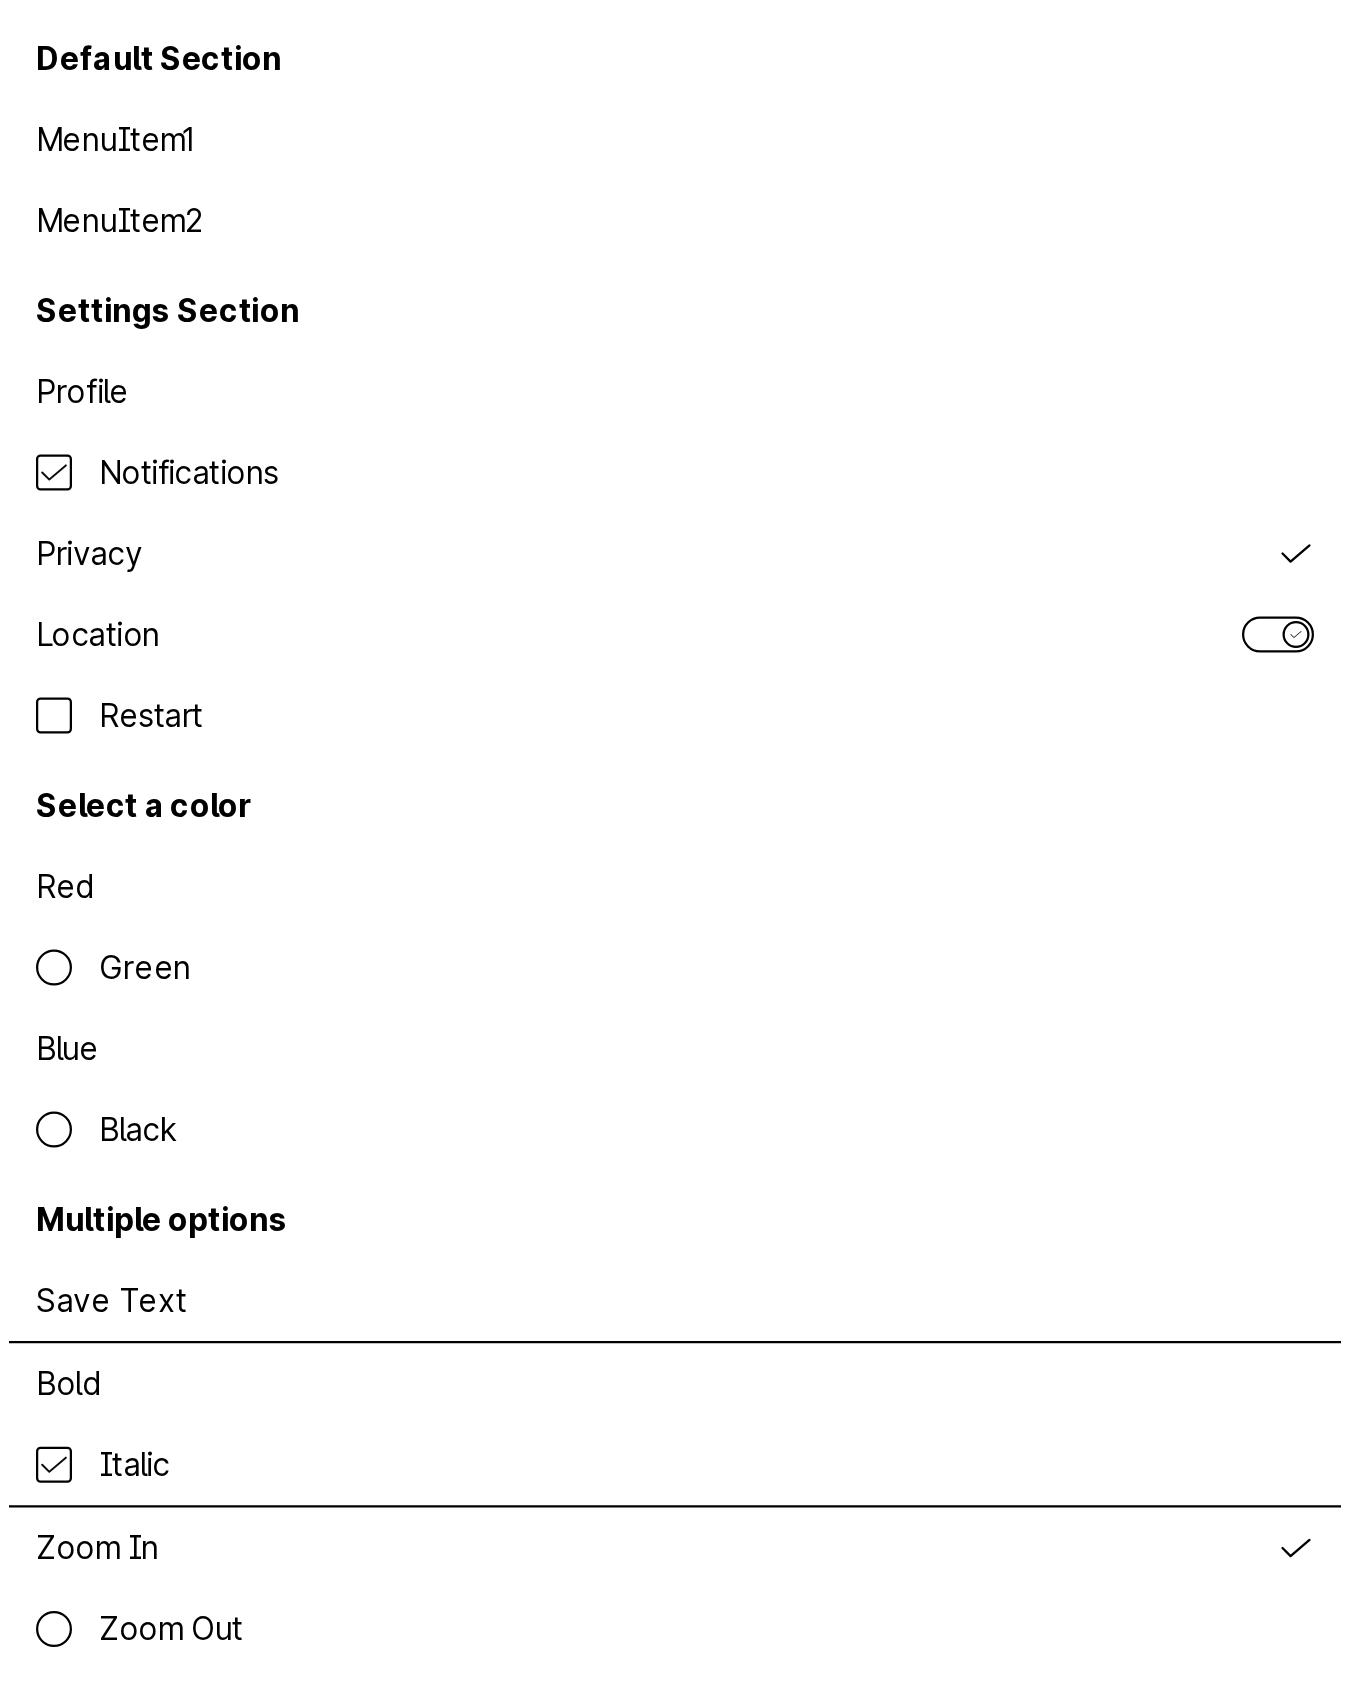 Default Section
MenuItem1
MenuItem2
Settings Section
Profile
Notifications
Privacy
Location
Restart
Select a color
Red
Green
Blue
Black
Multiple options
Save Text
Bold
Italic
Zoom In
Zoom Out